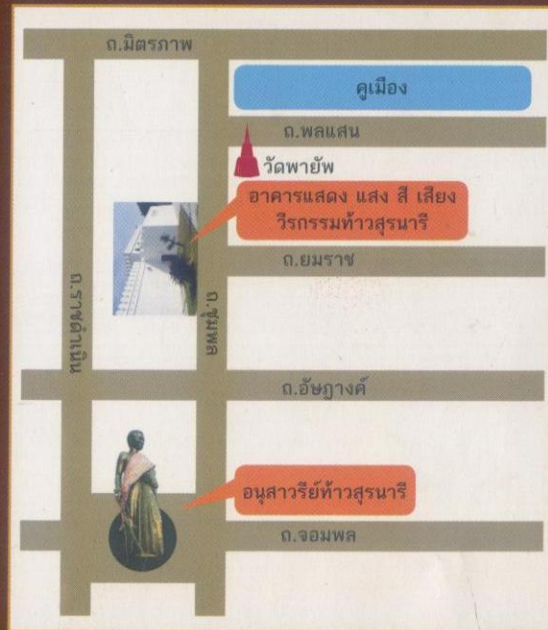 ถ.มิตรภาพ
คูเมือง
ถ.พลแสน
วัดพายัพ
อาคารแสดง แสง สี เสียง
วีรกรรมท้าวสุรนารี
ถ.ยมราช
ถ.ราชดำเนิน
ถ.ชุมพล
ถ.อัษฎางค์
อนุสาวรีย์ท้าวสุรนารี
ถ.จอมพล